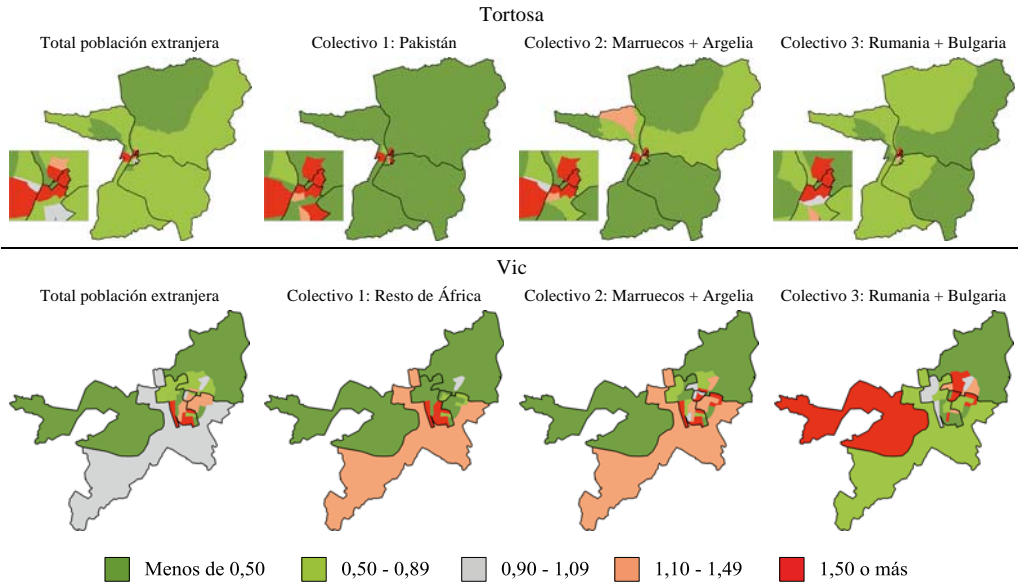 Tortosa
Total población extranjera Colectivo 1: Pakistán Colectivo 2: Marruecos + Argelia Colectivo 3: Rumania + Bulgaria
Vic
Total población extranjera Colectivo 1: Resto de África Colectivo 2: Marruecos + Argelia Colectivo 3: Rumania + Bulgaria
Menos de 0,50 0,50 - 0,89 0,90 - 1,09 1,10 - 1,49 1,50 o más